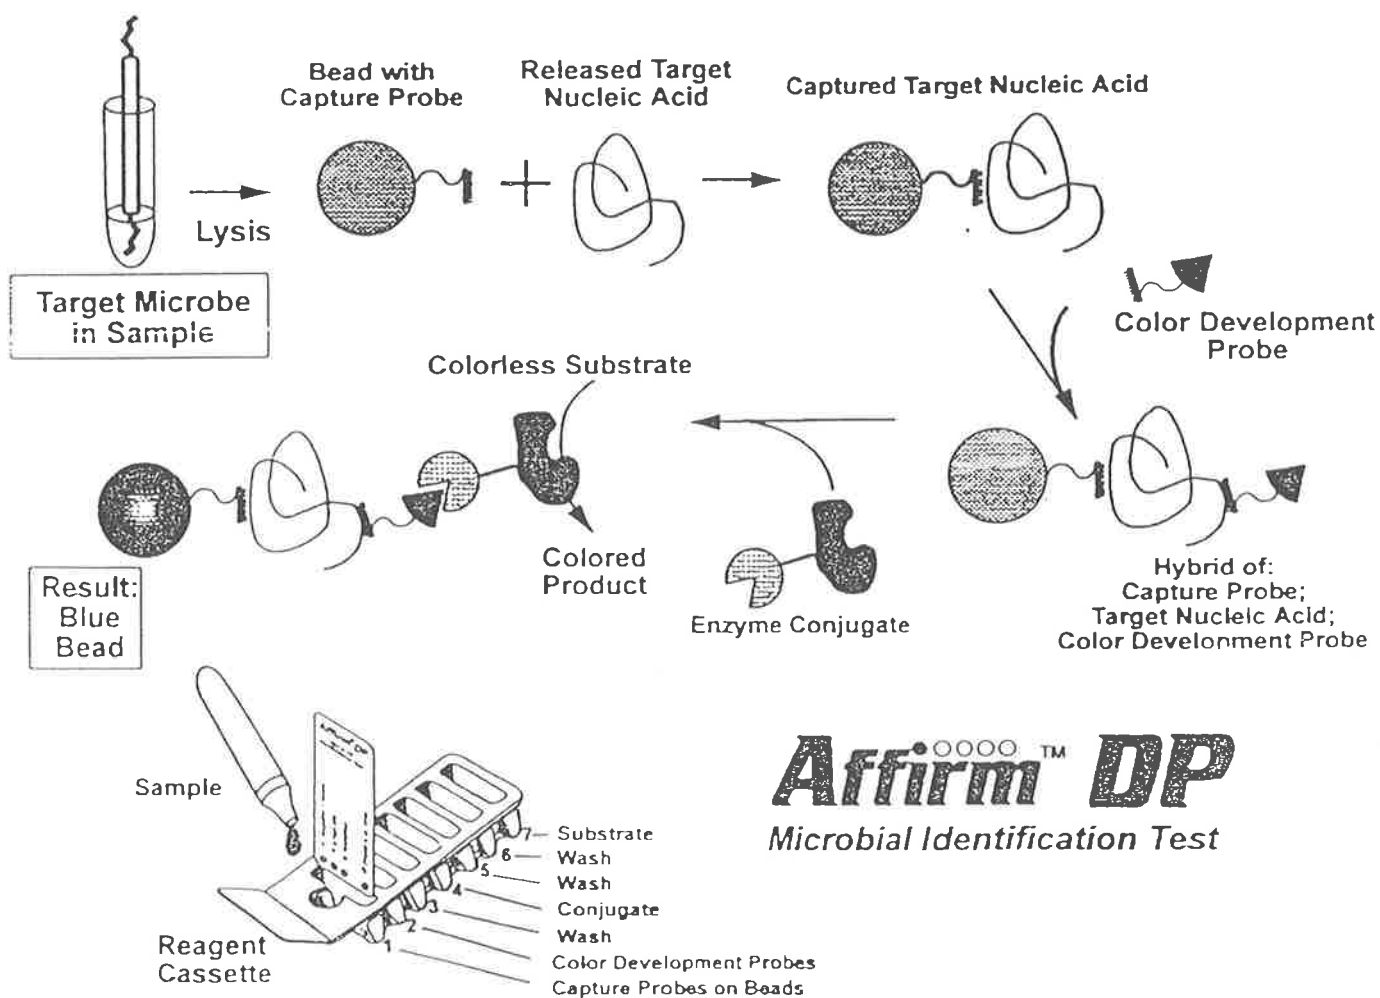 Bead with
Capture Probe
Released Target
Nucleic Acid
Captured Target Nucleic Acid
Lysis
Target Microbe
in Sample
Color Development
Probe
Colorless Substrate
Colored
Product
Enzyme Conjugate
Hybrid of:
Capture Probe;
Target Nucleic Acid;
Color Development Probe
Result:
Blue
Bead
Sample
Affirm™ DP
Microbial Identification Test
7 Substrate
6 Wash
5 Wash
4 Conjugate
3 Wash
2 Color Development Probes
1 Capture Probes on Beads
Reagent
Cassette